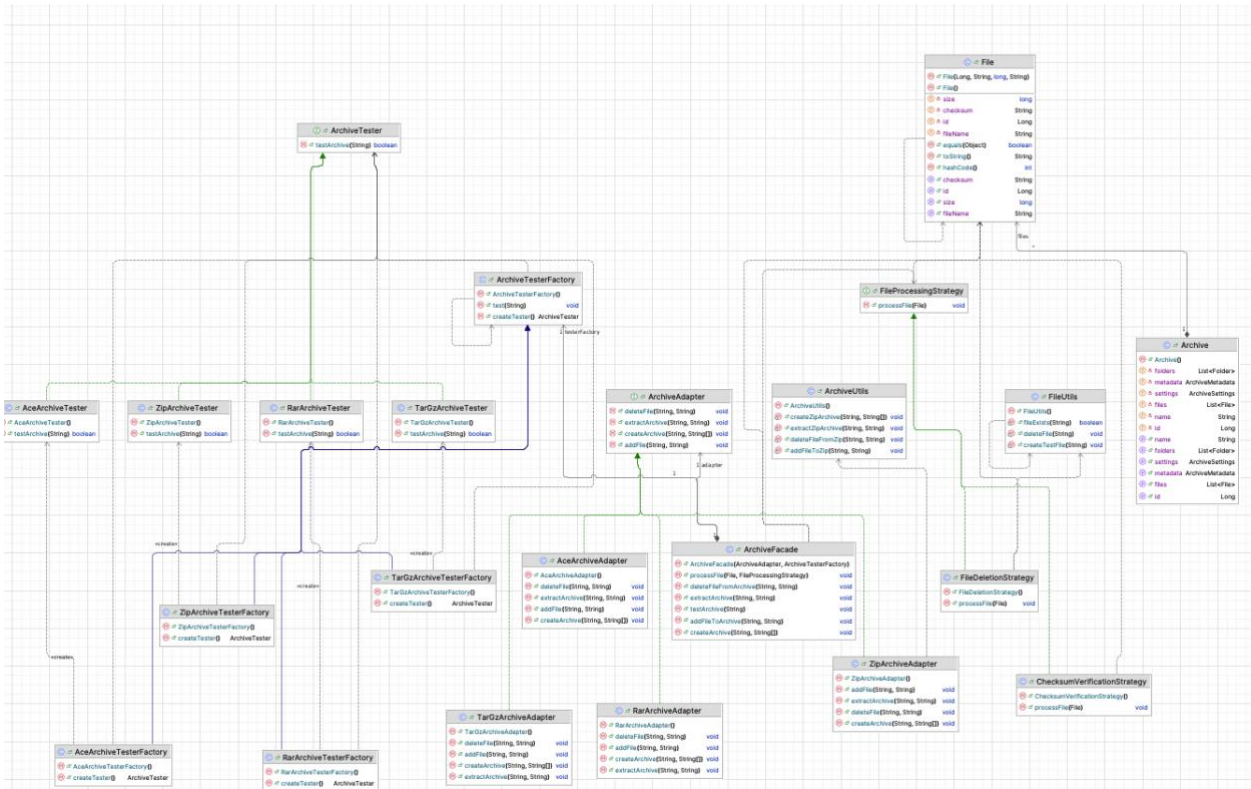 File
File(Long, String, long, String)
File()
size long
checksum String
id Long
fileName String
equals(Object) boolean
toString() String
hashCode() int
checksum String
id Long
size long
fileName String
files
*
1
ArchiveTester
testArchive(String) boolean
ArchiveTesterFactory
ArchiveTesterFactory()
test(String) void
createTester() ArchiveTester
1 testerFactory
FileProcessingStrategy
processFile(File) void
Archive
Archive()
folders List<Folder>
metadata ArchiveMetadata
settings ArchiveSettings
files List<File>
name String
id Long
name String
folders List<Folder>
settings ArchiveSettings
metadata ArchiveMetadata
files List<File>
id Long
AceArchiveTester
AceArchiveTester()
testArchive(String) boolean
ZipArchiveTester
ZipArchiveTester()
testArchive(String) boolean
RarArchiveTester
RarArchiveTester()
testArchive(String) boolean
TarGzArchiveTester
TarGzArchiveTester()
testArchive(String) boolean
ArchiveAdapter
deleteFile(String, String) void
extractArchive(String, String) void
createArchive(String, String[]) void
addFile(String, String) void
1 adapter
1
ArchiveUtils
ArchiveUtils()
createZipArchive(String, String[]) void
extractZipArchive(String, String) void
deleteFileFromZip(String, String) void
addFileToZip(String, String) void
FileUtils
FileUtils()
fileExists(String) boolean
deleteFile(String) void
createTestFile(String, String) void
«create»
«create»
«create»
«create»
TarGzArchiveTesterFactory
TarGzArchiveTesterFactory()
createTester() ArchiveTester
ZipArchiveTesterFactory
ZipArchiveTesterFactory()
createTester() ArchiveTester
AceArchiveAdapter
AceArchiveAdapter()
deleteFile(String, String) void
extractArchive(String, String) void
addFile(String, String) void
createArchive(String, String[]) void
ArchiveFacade
ArchiveFacade(ArchiveAdapter, ArchiveTesterFactory)
processFile(File, FileProcessingStrategy) void
deleteFileFromArchive(String, String) void
extractArchive(String, String) void
testArchive(String) void
addFileToArchive(String, String) void
createArchive(String, String[]) void
FileDeletionStrategy
FileDeletionStrategy()
processFile(File) void
ZipArchiveAdapter
ZipArchiveAdapter()
addFile(String, String) void
extractArchive(String, String) void
deleteFile(String, String) void
createArchive(String, String[]) void
ChecksumVerificationStrategy
ChecksumVerificationStrategy()
processFile(File) void
TarGzArchiveAdapter
TarGzArchiveAdapter()
deleteFile(String, String) void
addFile(String, String) void
createArchive(String, String[]) void
extractArchive(String, String) void
RarArchiveAdapter
RarArchiveAdapter()
deleteFile(String, String) void
addFile(String, String) void
createArchive(String, String[]) void
extractArchive(String, String) void
AceArchiveTesterFactory
AceArchiveTesterFactory()
createTester() ArchiveTester
RarArchiveTesterFactory
RarArchiveTesterFactory()
createTester() ArchiveTester